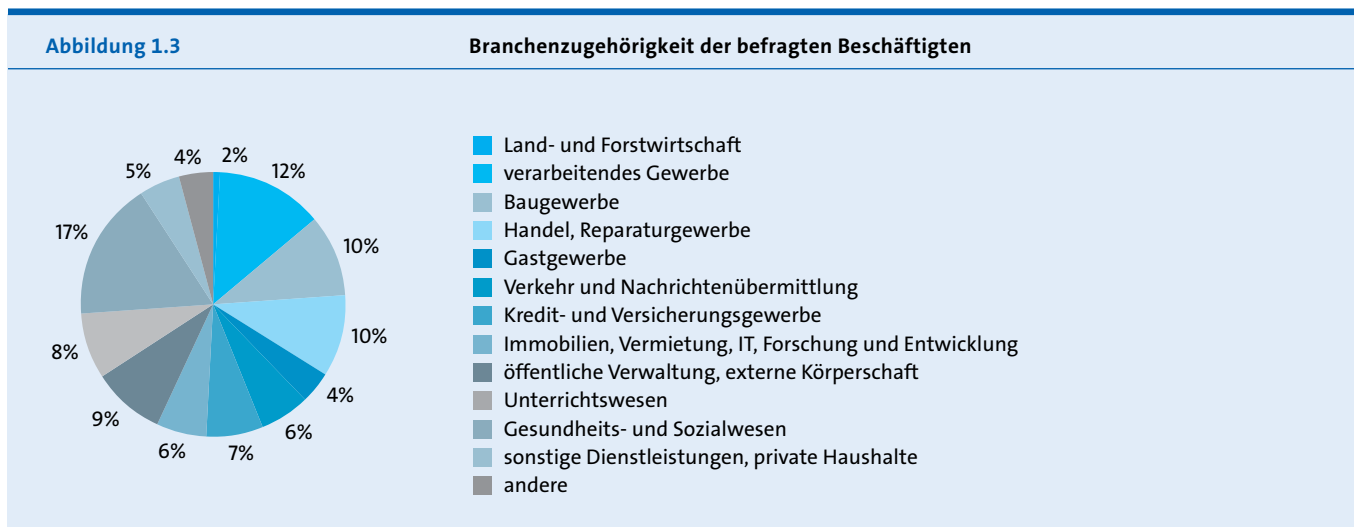 Abbildung 1.3
Branchenzugehörigkeit der befragten Beschäftigten
4%
2%
5%
12%
17%
10%
10%
8%
4%
9%
6%
6%
7%
Land- und Forstwirtschaft
verarbeitendes Gewerbe
Baugewerbe
Handel, Reparaturgewerbe
Gastgewerbe
Verkehr und Nachrichtenübermittlung
Kredit- und Versicherungsgewerbe
Immobilien, Vermietung, IT, Forschung und Entwicklung
öffentliche Verwaltung, externe Körperschaft
Unterrichtswesen
Gesundheits- und Sozialwesen
sonstige Dienstleistungen, private Haushalte
andere